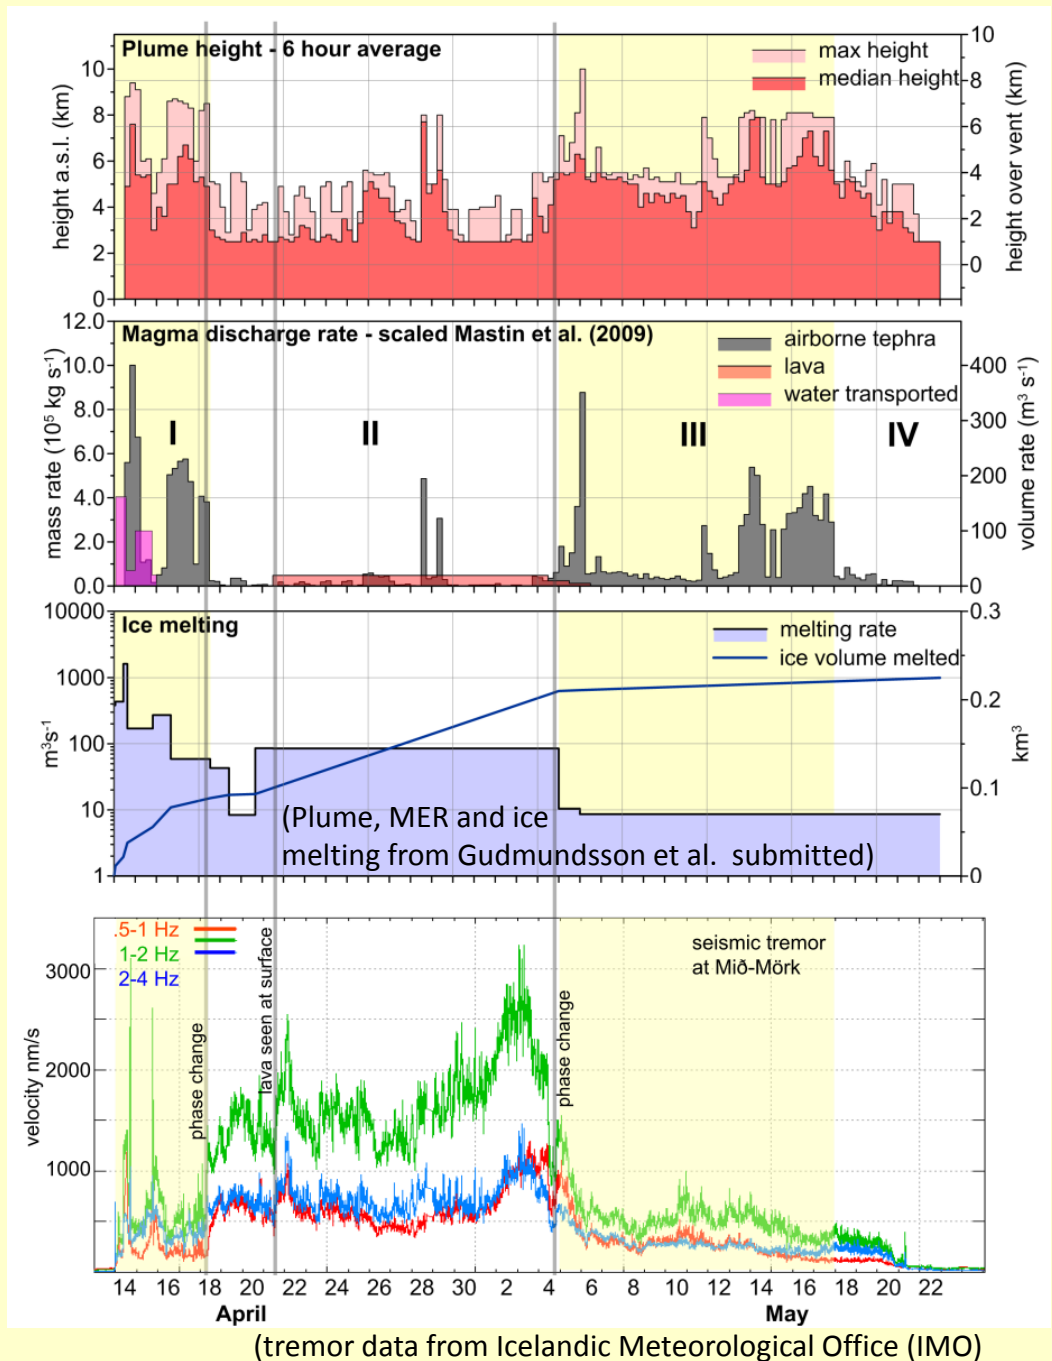 Plume height - 6 hour average
max height
median height
height a.s.l. (km)
10
8
6
4
2
0
height over vent (km)
10
8
6
4
2
0
Magma discharge rate - scaled Mastin et al. (2009)
airborne tephra
lava
water transported
mass rate (10⁵ kg s⁻¹)
12.0
10.0
8.0
6.0
4.0
2.0
0.0
volume rate (m³ s⁻¹)
400
300
200
100
0
I
II
III
IV
Ice melting
melting rate
ice volume melted
m³s⁻¹
10000
1000
100
10
1
km³
0.3
0.2
0.1
0
(Plume, MER and ice
melting from Gudmundsson et al. submitted)
.5-1 Hz
1-2 Hz
2-4 Hz
seismic tremor
at Mið-Mörk
velocity nm/s
3000
2000
1000
phase change
lava seen at surface
phase change
14 16 18 20 22 24 26 28 30 2 4 6 8 10 12 14 16 18 20 22
April May
(tremor data from Icelandic Meteorological Office (IMO)